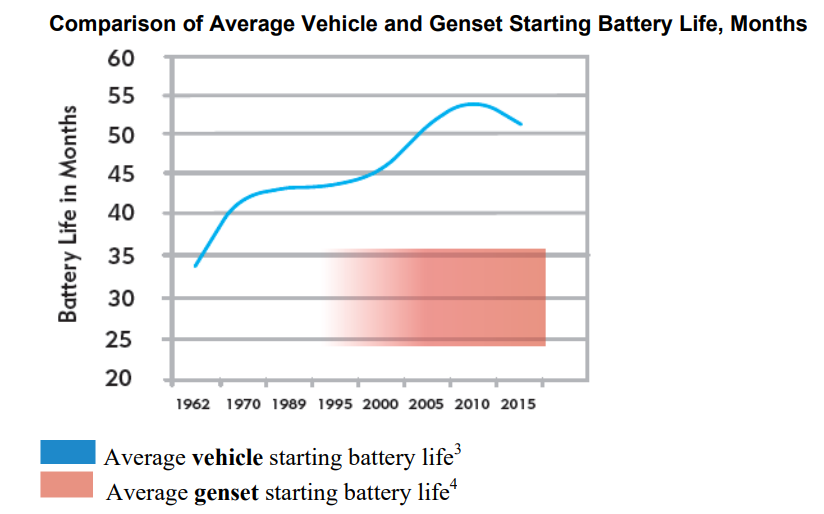 Comparison of Average Vehicle and Genset Starting Battery Life, Months
Battery Life in Months
60
55
50
45
40
35
30
25
20
1962 1970 1989 1995 2000 2005 2010 2015
Average vehicle starting battery life³
Average genset starting battery life⁴